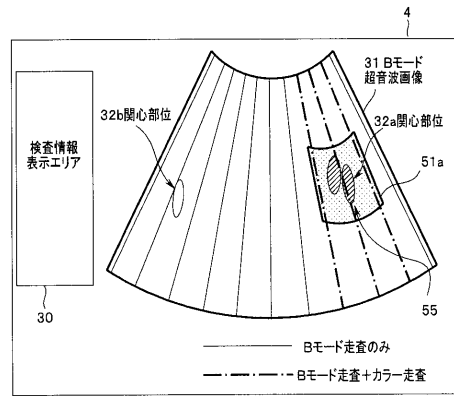 4
31 Bモード
超音波画像
32b関心部位
32a関心部位
検査情報
表示エリア
51a
30
55
Bモード走査のみ
Bモード走査+カラー走査